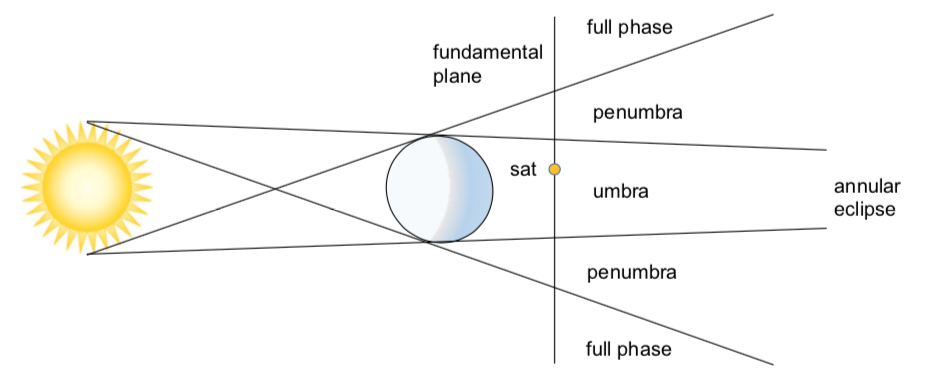 full phase
fundamental
plane
penumbra
sat
umbra
annular
eclipse
penumbra
full phase